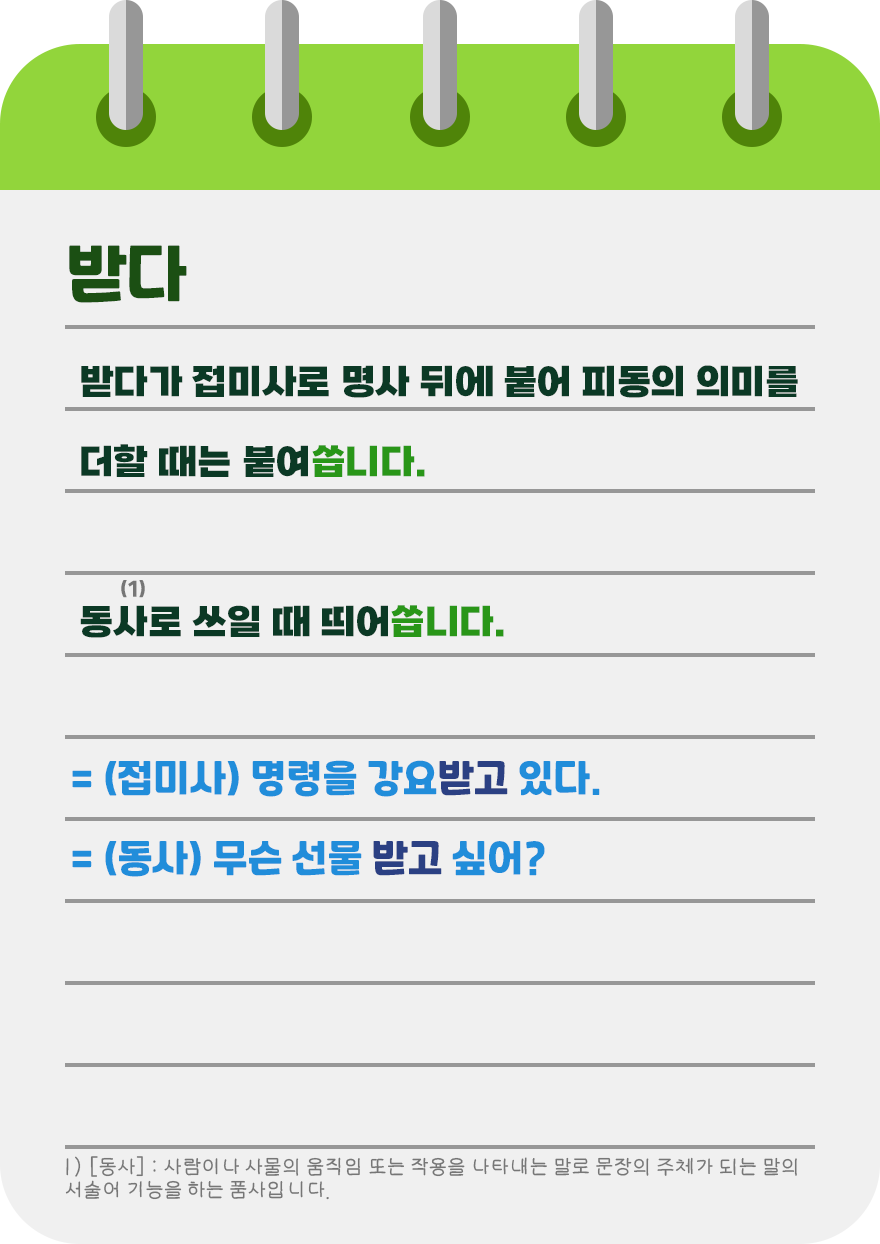 받다
받다가 접미사로 명사 뒤에 붙어 피동의 의미를
더할 때는 붙여씁니다.
(1)
동사로 쓰일 때 띄어씁니다.
= (접미사) 명령을 강요받고 있다.
= (동사) 무슨 선물 받고 싶어?
1) [동사] : 사람이나 사물의 움직임 또는 작용을 나타내는 말로 문장의 주체가 되는 말의
서술어 기능을 하는 품사입니다.